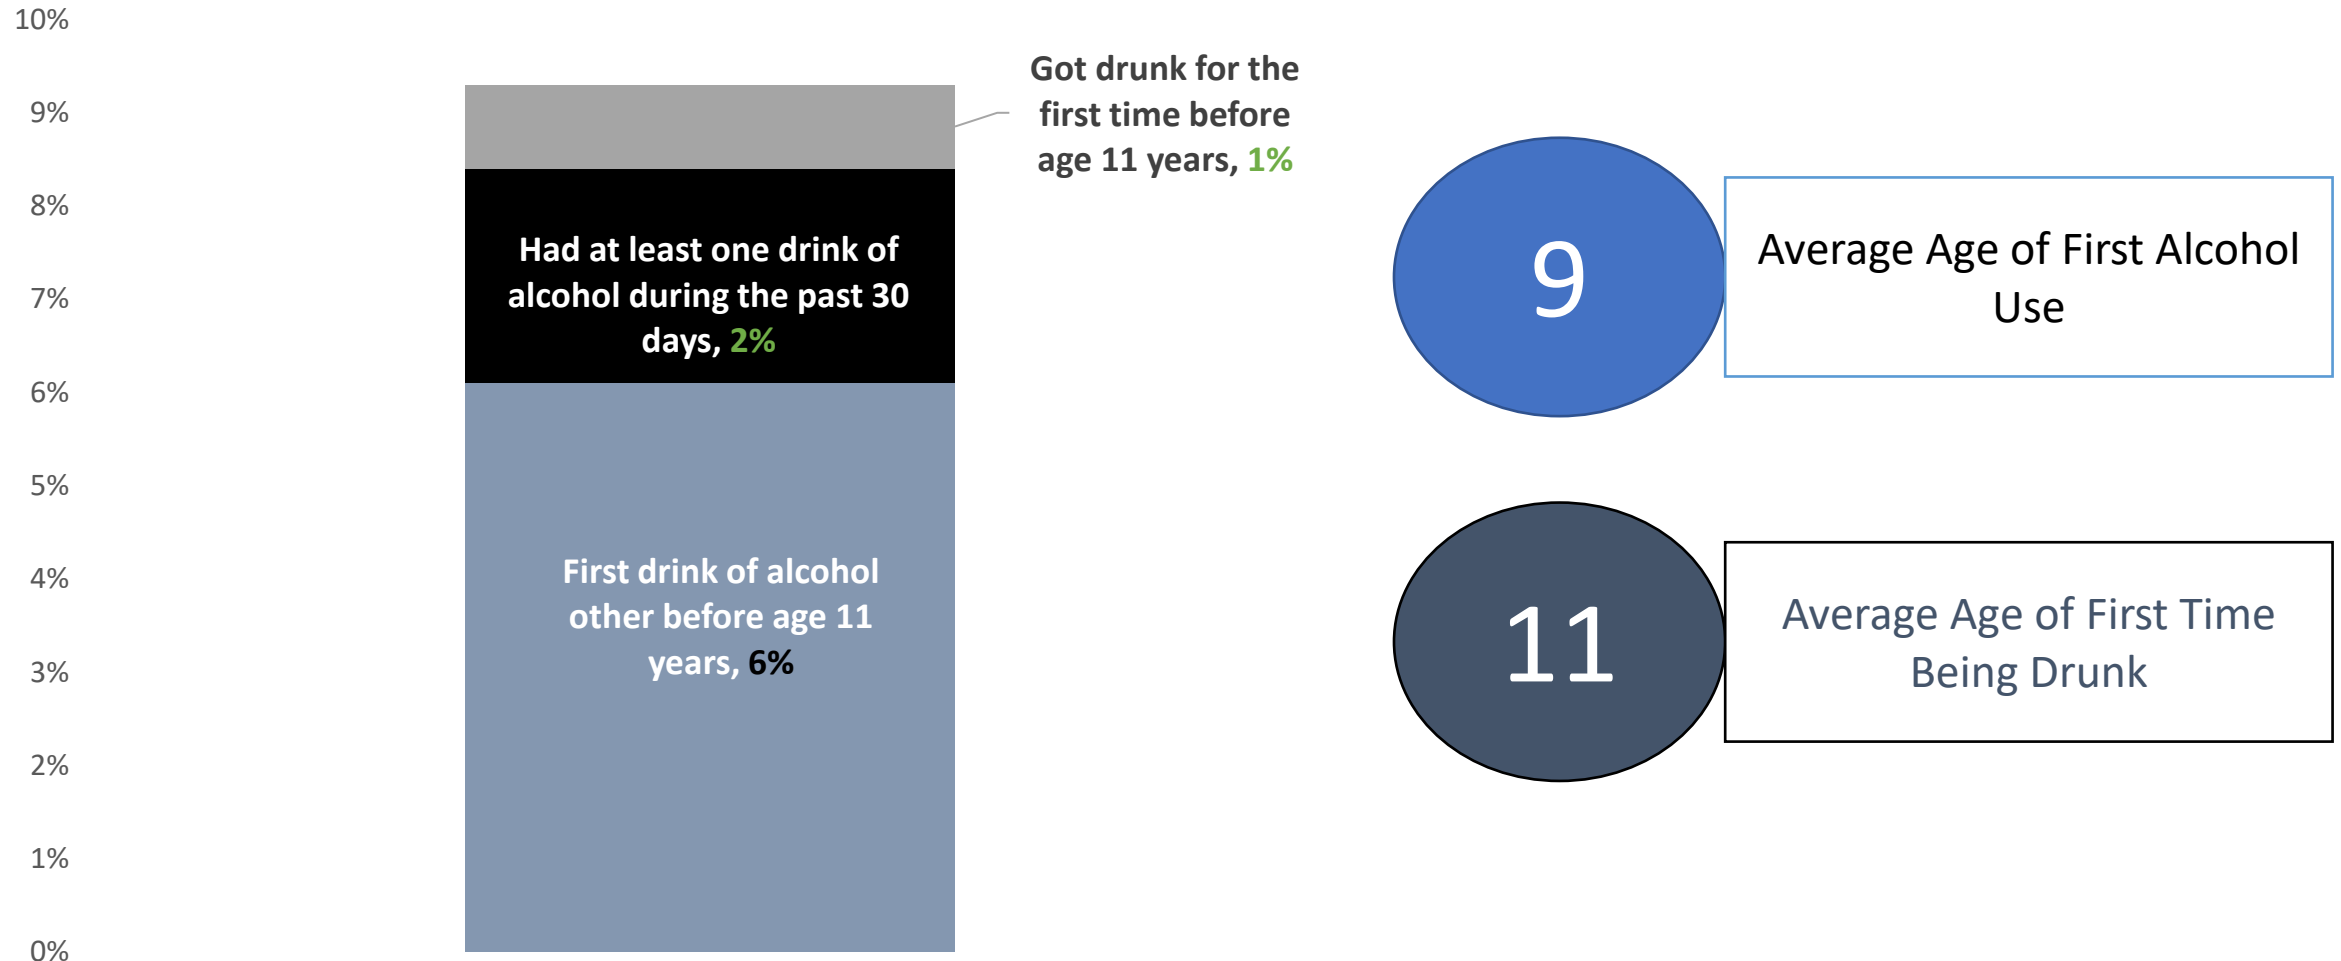 10%
9%
8%
7%
6%
5%
4%
3%
2%
1%
0%
Got drunk for the
first time before
age 11 years, 1%
Had at least one drink of
alcohol during the past 30
days, 2%
First drink of alcohol
other before age 11
years, 6%
9
Average Age of First Alcohol
Use
11
Average Age of First Time
Being Drunk